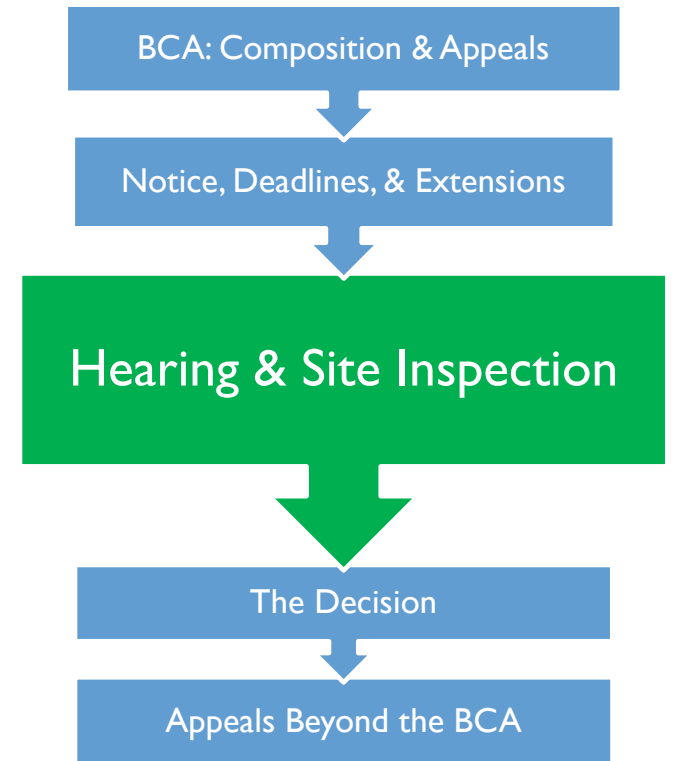 BCA: Composition & Appeals
Notice, Deadlines, & Extensions
Hearing & Site Inspection
The Decision
Appeals Beyond the BCA